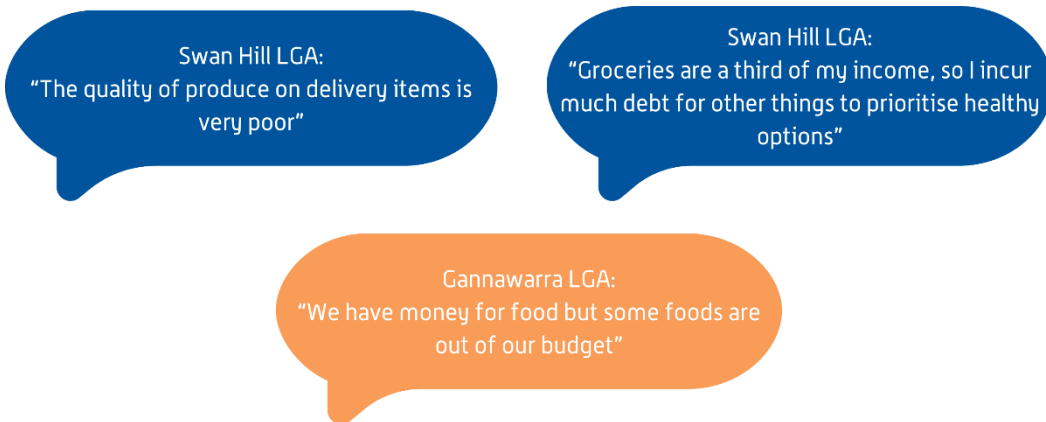 Swan Hill LGA:
“The quality of produce on delivery items is
very poor”
Swan Hill LGA:
“Groceries are a third of my income, so I incur
much debt for other things to prioritise healthy
options”
Gannawarra LGA:
“We have money for food but some foods are
out of our budget”